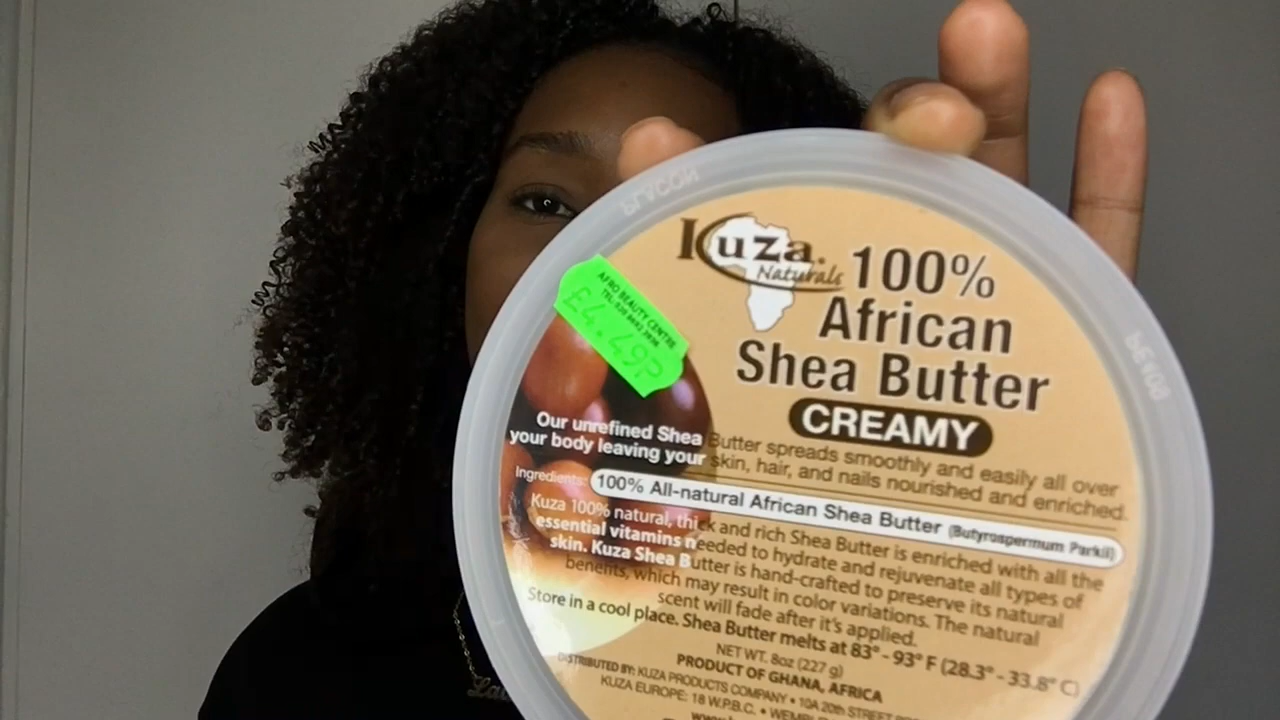 Kuza
Naturals
100%
African
Shea Butter
CREAMY
AFRO BEAUTY CENTRE
£4.49P
Our unrefined Shea Butter spreads smoothly and easily all over
your body leaving your skin, hair, and nails nourished and enriched.
Ingredients: 100% All-natural African Shea Butter (Butyrospermum Parkii)
Kuza 100% natural, thick and rich Shea Butter is enriched with all the
essential vitamins needed to hydrate and rejuvenate all types of
skin. Kuza Shea Butter is hand-crafted to preserve its natural
benefits, which may result in color variations. The natural
scent will fade after it's applied.
Store in a cool place. Shea Butter melts at 83° - 93° F (28.3° - 33.8° C)
NET WT. 8oz (227 g)
PRODUCT OF GHANA, AFRICA
DISTRIBUTED BY: KUZA PRODUCTS COMPANY • 10A 20th STREET
KUZA EUROPE: 18 W.P.B.C. •